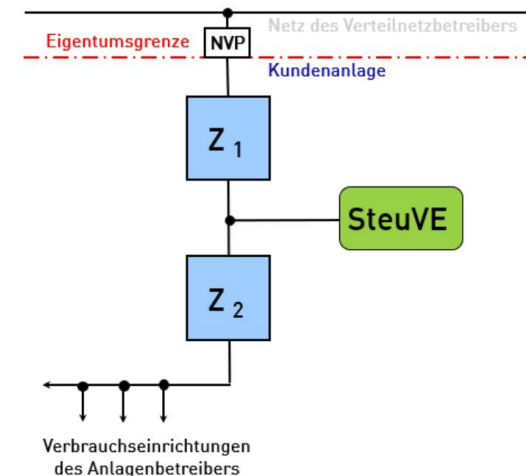 Netz des Verteilnetzbetreibers
Eigentumsgrenze
NVP
Kundenanlage
Z 1
SteuVE
Z 2
Verbrauchseinrichtungen
des Anlagenbetreibers